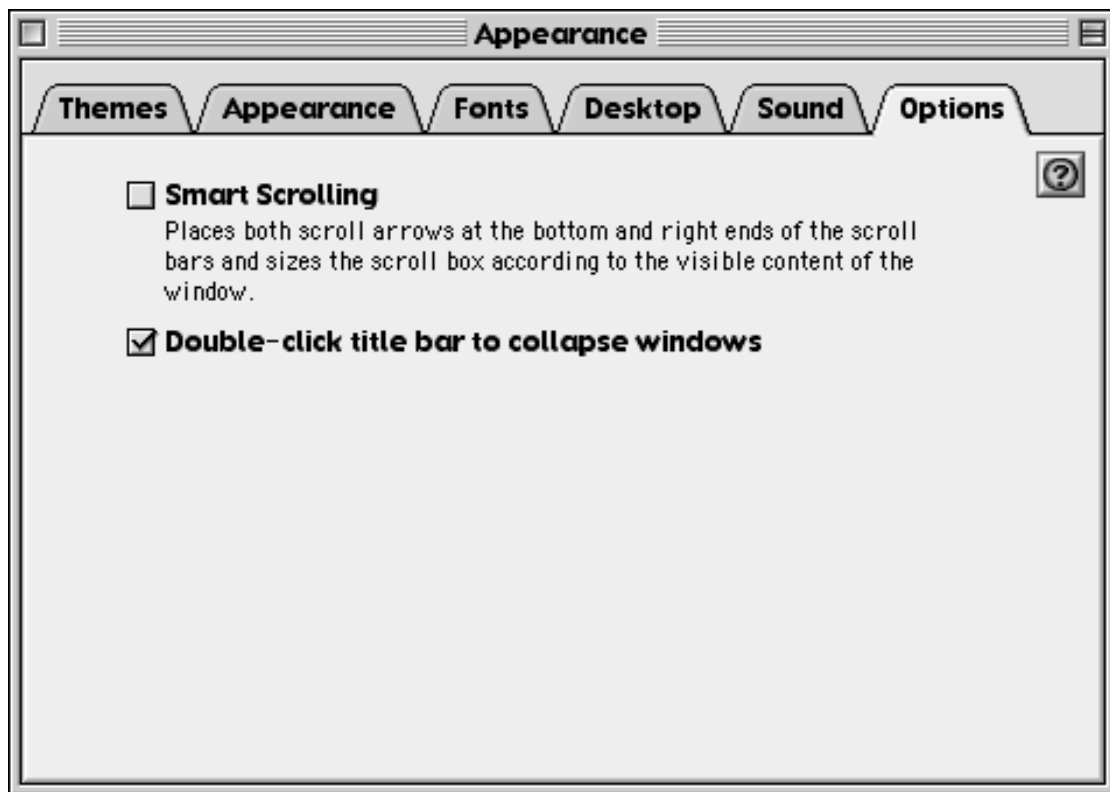 Appearance
Themes Appearance Fonts Desktop Sound Options
Smart Scrolling
Places both scroll arrows at the bottom and right ends of the scroll
bars and sizes the scroll box according to the visible content of the
window.
Double-click title bar to collapse windows
?